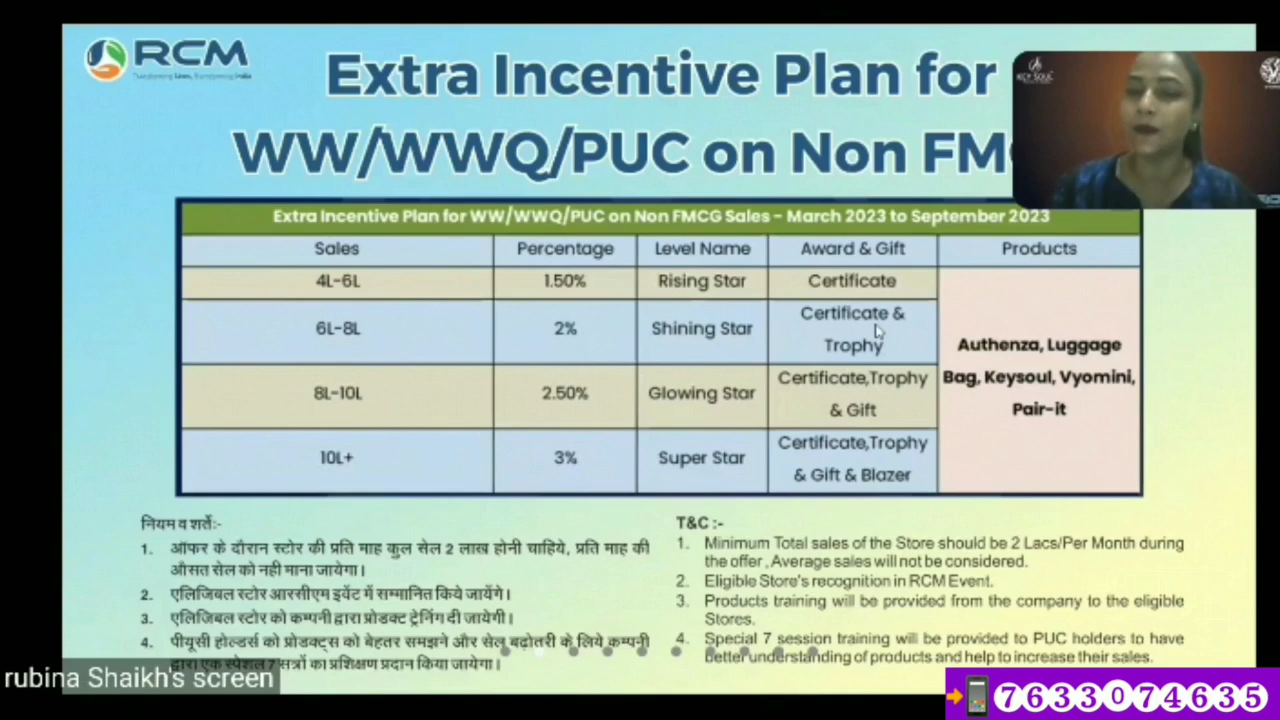 RCM
Transforming Lives, Transforming India
KEY SOUL
Extra Incentive Plan for
WW/WWQ/PUC on Non FM
Extra Incentive Plan for WW/WWQ/PUC on Non FMCG Sales - March 2023 to September 2023
Sales Percentage Level Name Award & Gift Products
4L-6L 1.50% Rising Star Certificate
6L-8L 2% Shining Star Certificate & Trophy
8L-10L 2.50% Glowing Star Certificate,Trophy & Gift
10L+ 3% Super Star Certificate,Trophy & Gift & Blazer
Authenza, Luggage
Bag, Keysoul, Vyomini,
Pair-it
नियम व शर्ते:-
1. ऑफर के दौरान स्टोर की प्रति माह कुल सेल 2 लाख होनी चाहिये, प्रति माह की
औसत सेल को नही माना जायेगा।
2. एलिजिबल स्टोर आरसीएम इवेंट में सम्मानित किये जायेंगे।
3. एलिजिबल स्टोर को कम्पनी द्वारा प्रोडक्ट ट्रेनिंग दी जायेगी।
4. पीयूसी होल्डर्स को प्रोडक्ट्स को बेहतर समझने और सेल बढ़ोतरी के लिये कम्पनी
द्वारा एक स्पेशल 7 सत्रों का प्रशिक्षण प्रदान किया जायेगा।
T&C :-
1. Minimum Total sales of the Store should be 2 Lacs/Per Month during
the offer , Average sales will not be considered.
2. Eligible Store's recognition in RCM Event.
3. Products training will be provided from the company to the eligible
Stores.
4. Special 7 session training will be provided to PUC holders to have
better understanding of products and help to increase their sales.
rubina Shaikh's screen
7633074635